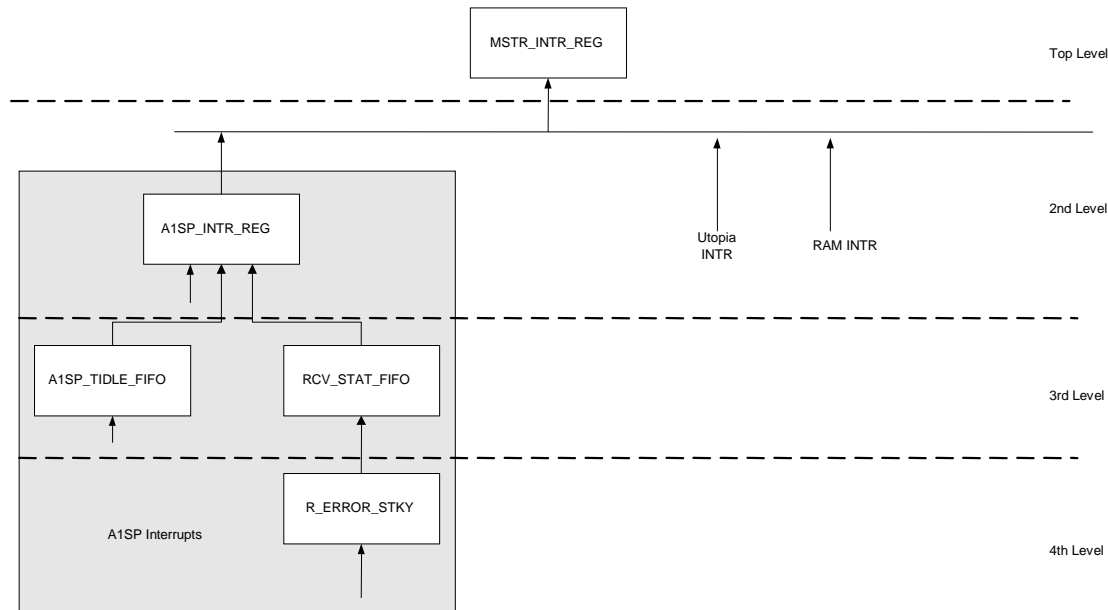 MSTR_INTR_REG
Top Level
A1SP_INTR_REG
2nd Level
Utopia
INTR
RAM INTR
A1SP_TIDLE_FIFO
RCV_STAT_FIFO
3rd Level
R_ERROR_STKY
A1SP Interrupts
4th Level